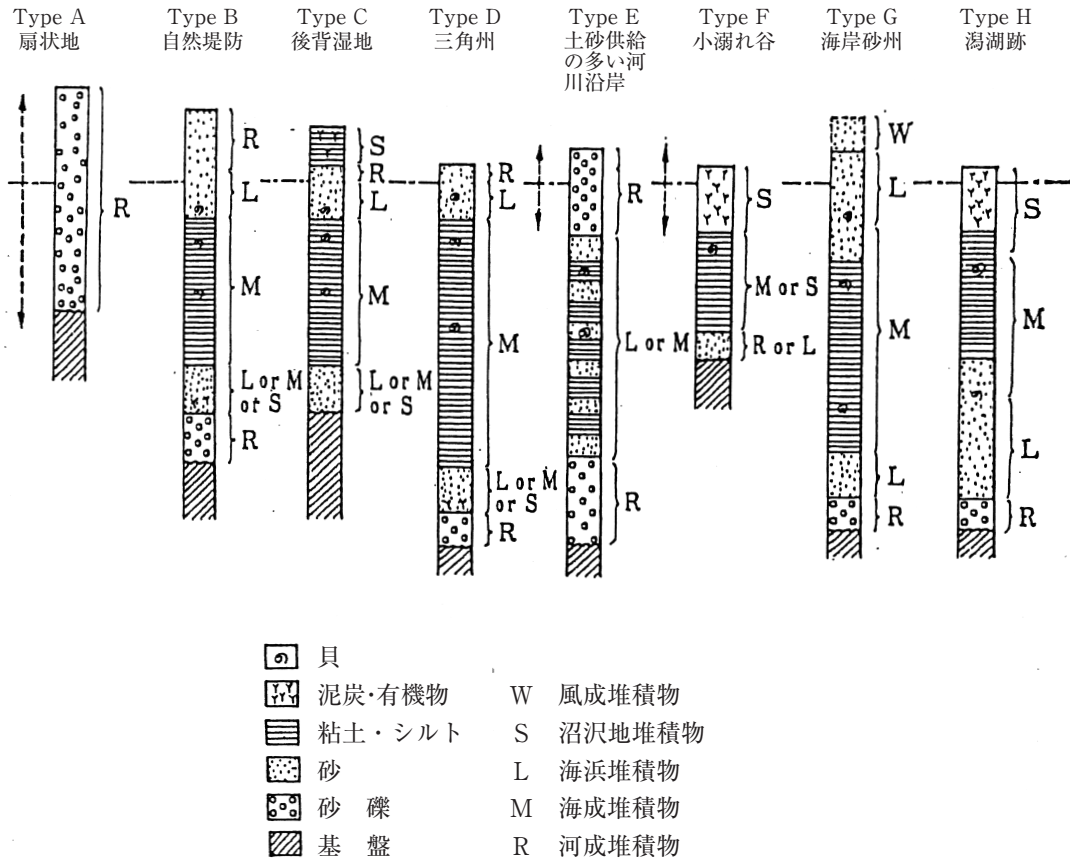 Type A
扇状地
Type B
自然堤防
Type C
後背湿地
Type D
三角州
Type E
土砂供給
の多い河
川沿岸
Type F
小溺れ谷
Type G
海岸砂州
Type H
潟湖跡
R
R
L
M
L or M
or S
R
S
R
L
M
L or M
or S
R
L
M
L or M
or S
R
R
L or M
R
S
M or S
R or L
W
L
M
L
R
S
M
L
R
貝
泥炭・有機物
粘土・シルト
砂
砂 礫
基 盤
W 風成堆積物
S 沼沢地堆積物
L 海浜堆積物
M 海成堆積物
R 河成堆積物